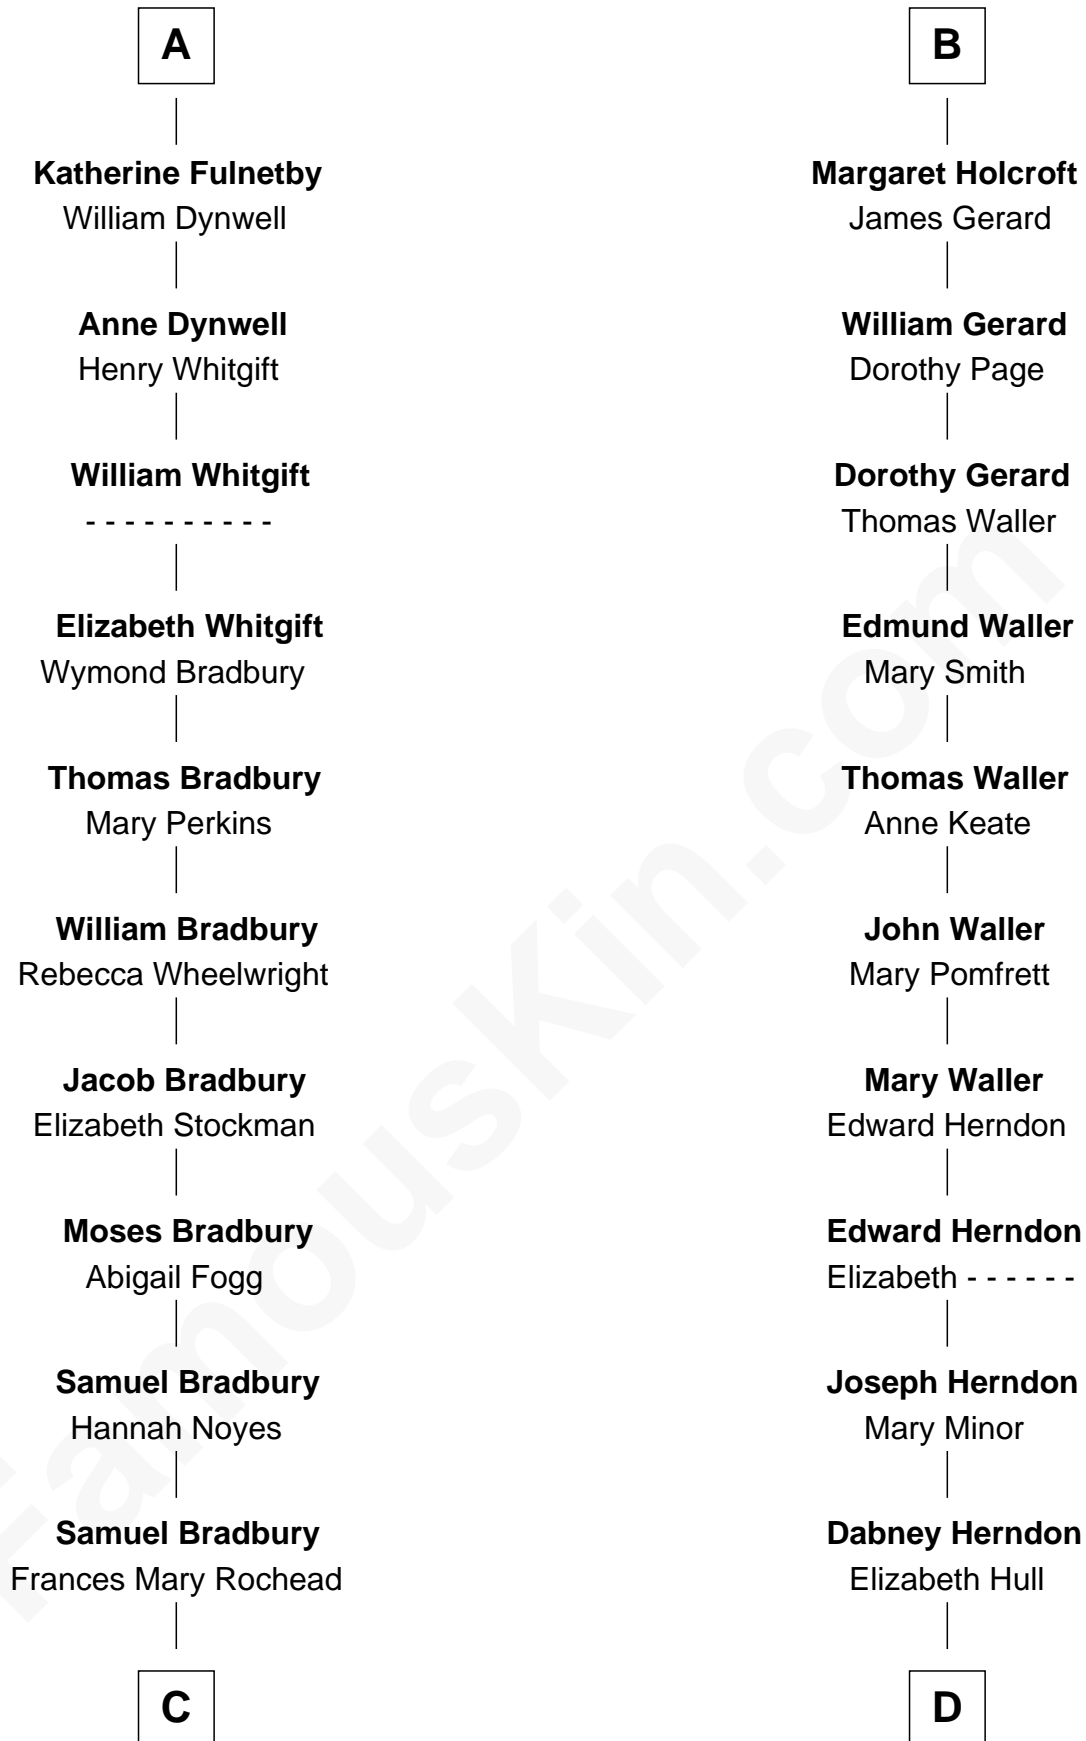 A
Katherine Fulnetby
William Dynwell
Anne Dynwell
Henry Whitgift
William Whitgift
- - - - - - - - - -
Elizabeth Whitgift
Wymond Bradbury
Thomas Bradbury
Mary Perkins
William Bradbury
Rebecca Wheelwright
Jacob Bradbury
Elizabeth Stockman
Moses Bradbury
Abigail Fogg
Samuel Bradbury
Hannah Noyes
Samuel Bradbury
Frances Mary Rochead
C
B
Margaret Holcroft
James Gerard
William Gerard
Dorothy Page
Dorothy Gerard
Thomas Waller
Edmund Waller
Mary Smith
Thomas Waller
Anne Keate
John Waller
Mary Pomfrett
Mary Waller
Edward Herndon
Edward Herndon
Elizabeth - - - - - -
Joseph Herndon
Mary Minor
Dabney Herndon
Elizabeth Hull
D
FamousKin.com